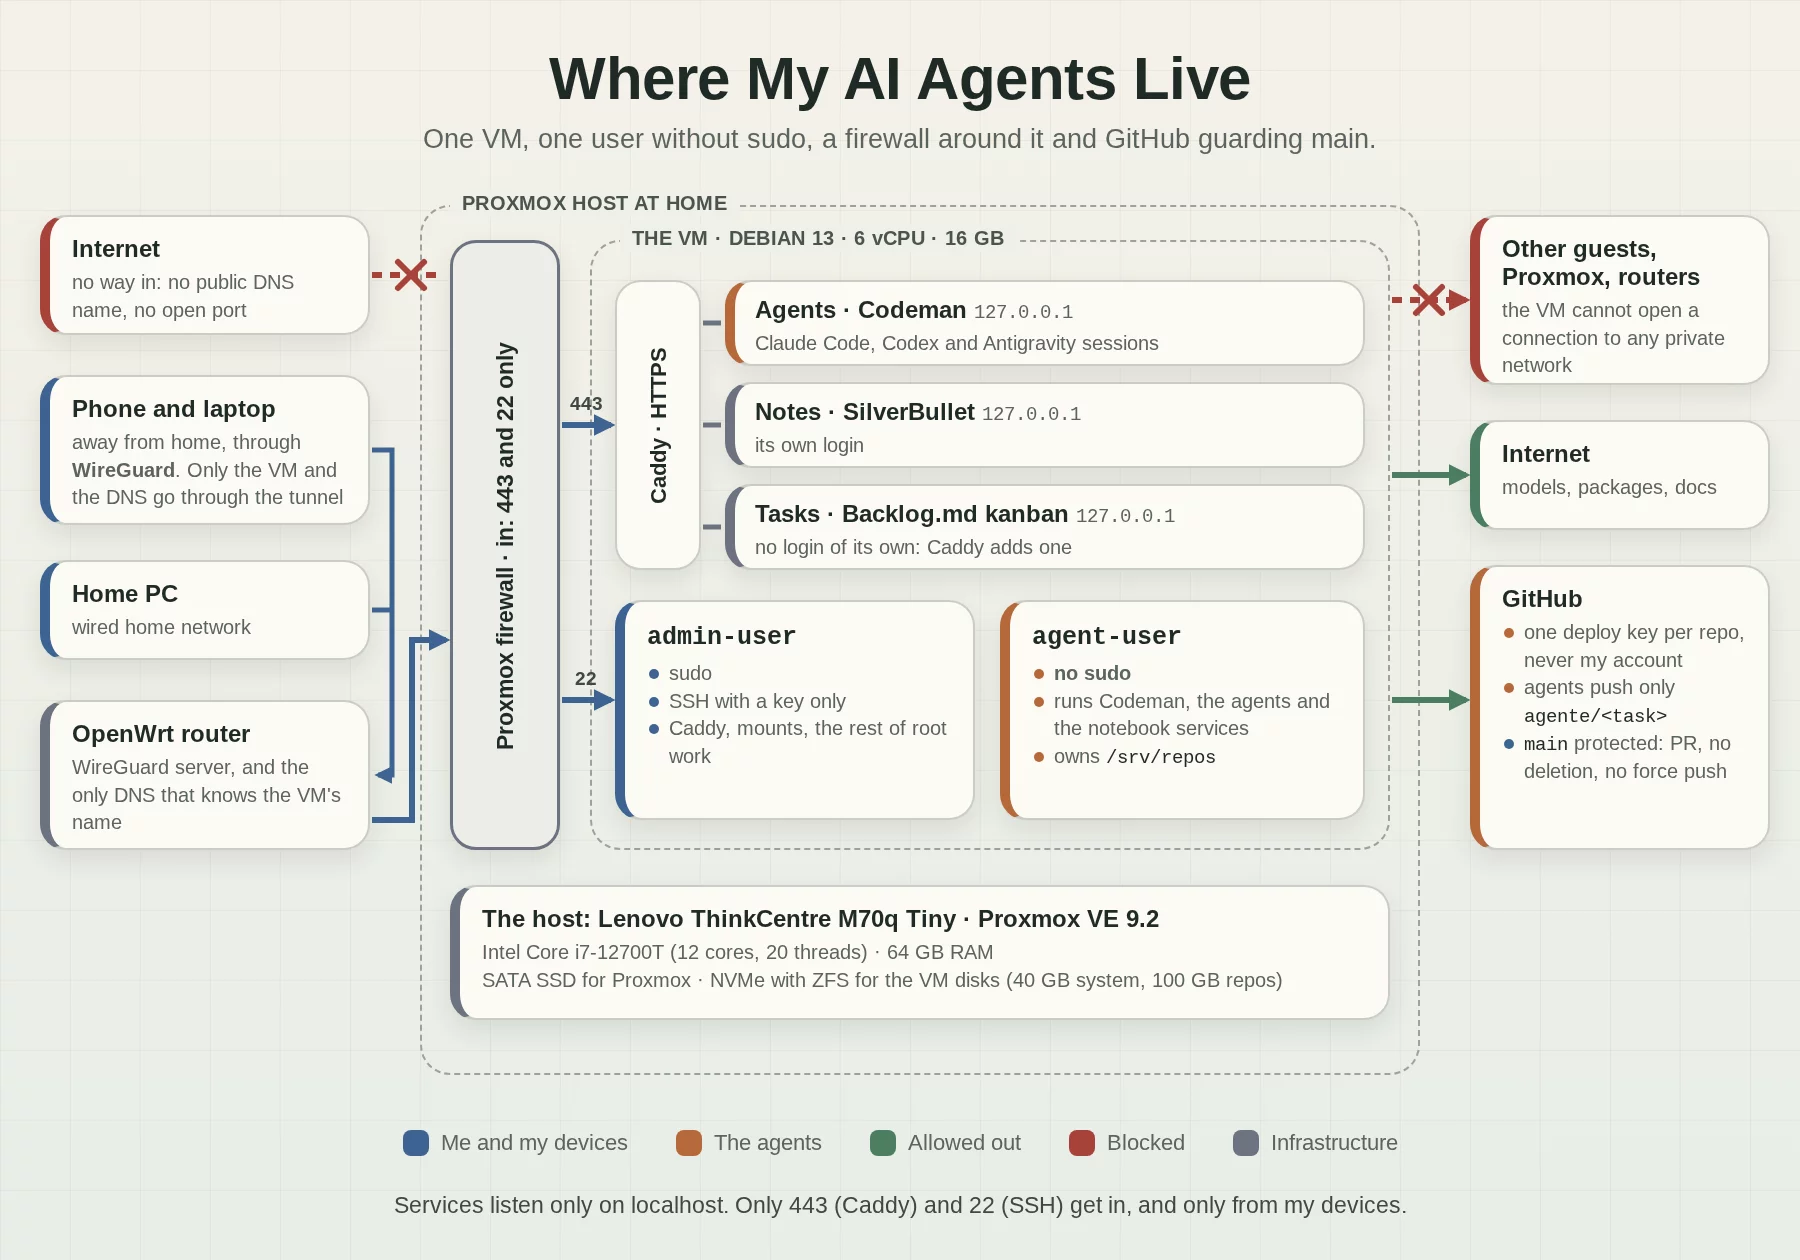 Where My AI Agents Live
One VM, one user without sudo, a firewall around it and GitHub guarding main.
PROXMOX HOST AT HOME
THE VM · DEBIAN 13 · 6 vCPU · 16 GB
Internet
no way in: no public DNS
name, no open port
Phone and laptop
away from home, through
WireGuard. Only the VM and
the DNS go through the tunnel
Home PC
wired home network
OpenWrt router
WireGuard server, and the
only DNS that knows the VM's
name
Proxmox firewall · in: 443 and 22 only
443
22
Caddy · HTTPS
Agents · Codeman 127.0.0.1
Claude Code, Codex and Antigravity sessions
Notes · SilverBullet 127.0.0.1
its own login
Tasks · Backlog.md kanban 127.0.0.1
no login of its own: Caddy adds one
admin-user
sudo
SSH with a key only
Caddy, mounts, the rest of root
work
agent-user
no sudo
runs Codeman, the agents and
the notebook services
owns /srv/repos
Other guests,
Proxmox, routers
the VM cannot open a
connection to any private
network
Internet
models, packages, docs
GitHub
one deploy key per repo,
never my account
agents push only
agente/<task>
main protected: PR, no
deletion, no force push
The host: Lenovo ThinkCentre M70q Tiny · Proxmox VE 9.2
Intel Core i7-12700T (12 cores, 20 threads) · 64 GB RAM
SATA SSD for Proxmox · NVMe with ZFS for the VM disks (40 GB system, 100 GB repos)
Me and my devices
The agents
Allowed out
Blocked
Infrastructure
Services listen only on localhost. Only 443 (Caddy) and 22 (SSH) get in, and only from my devices.